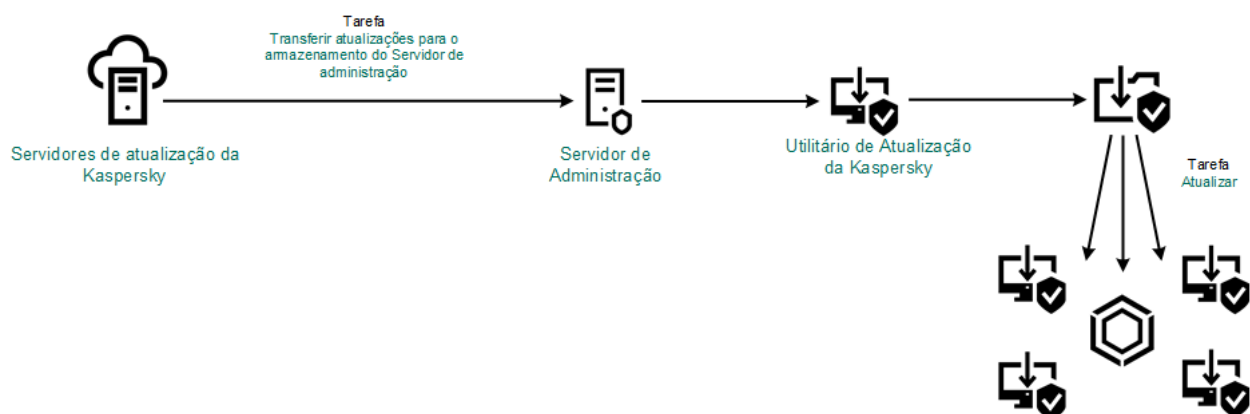 Tarefa
Transferir atualizações para o
armazenamento do Servidor de
administração
Servidores de atualização da
Kaspersky
Servidor de
Administração
Utilitário de Atualização
da Kaspersky
Tarefa
Atualizar